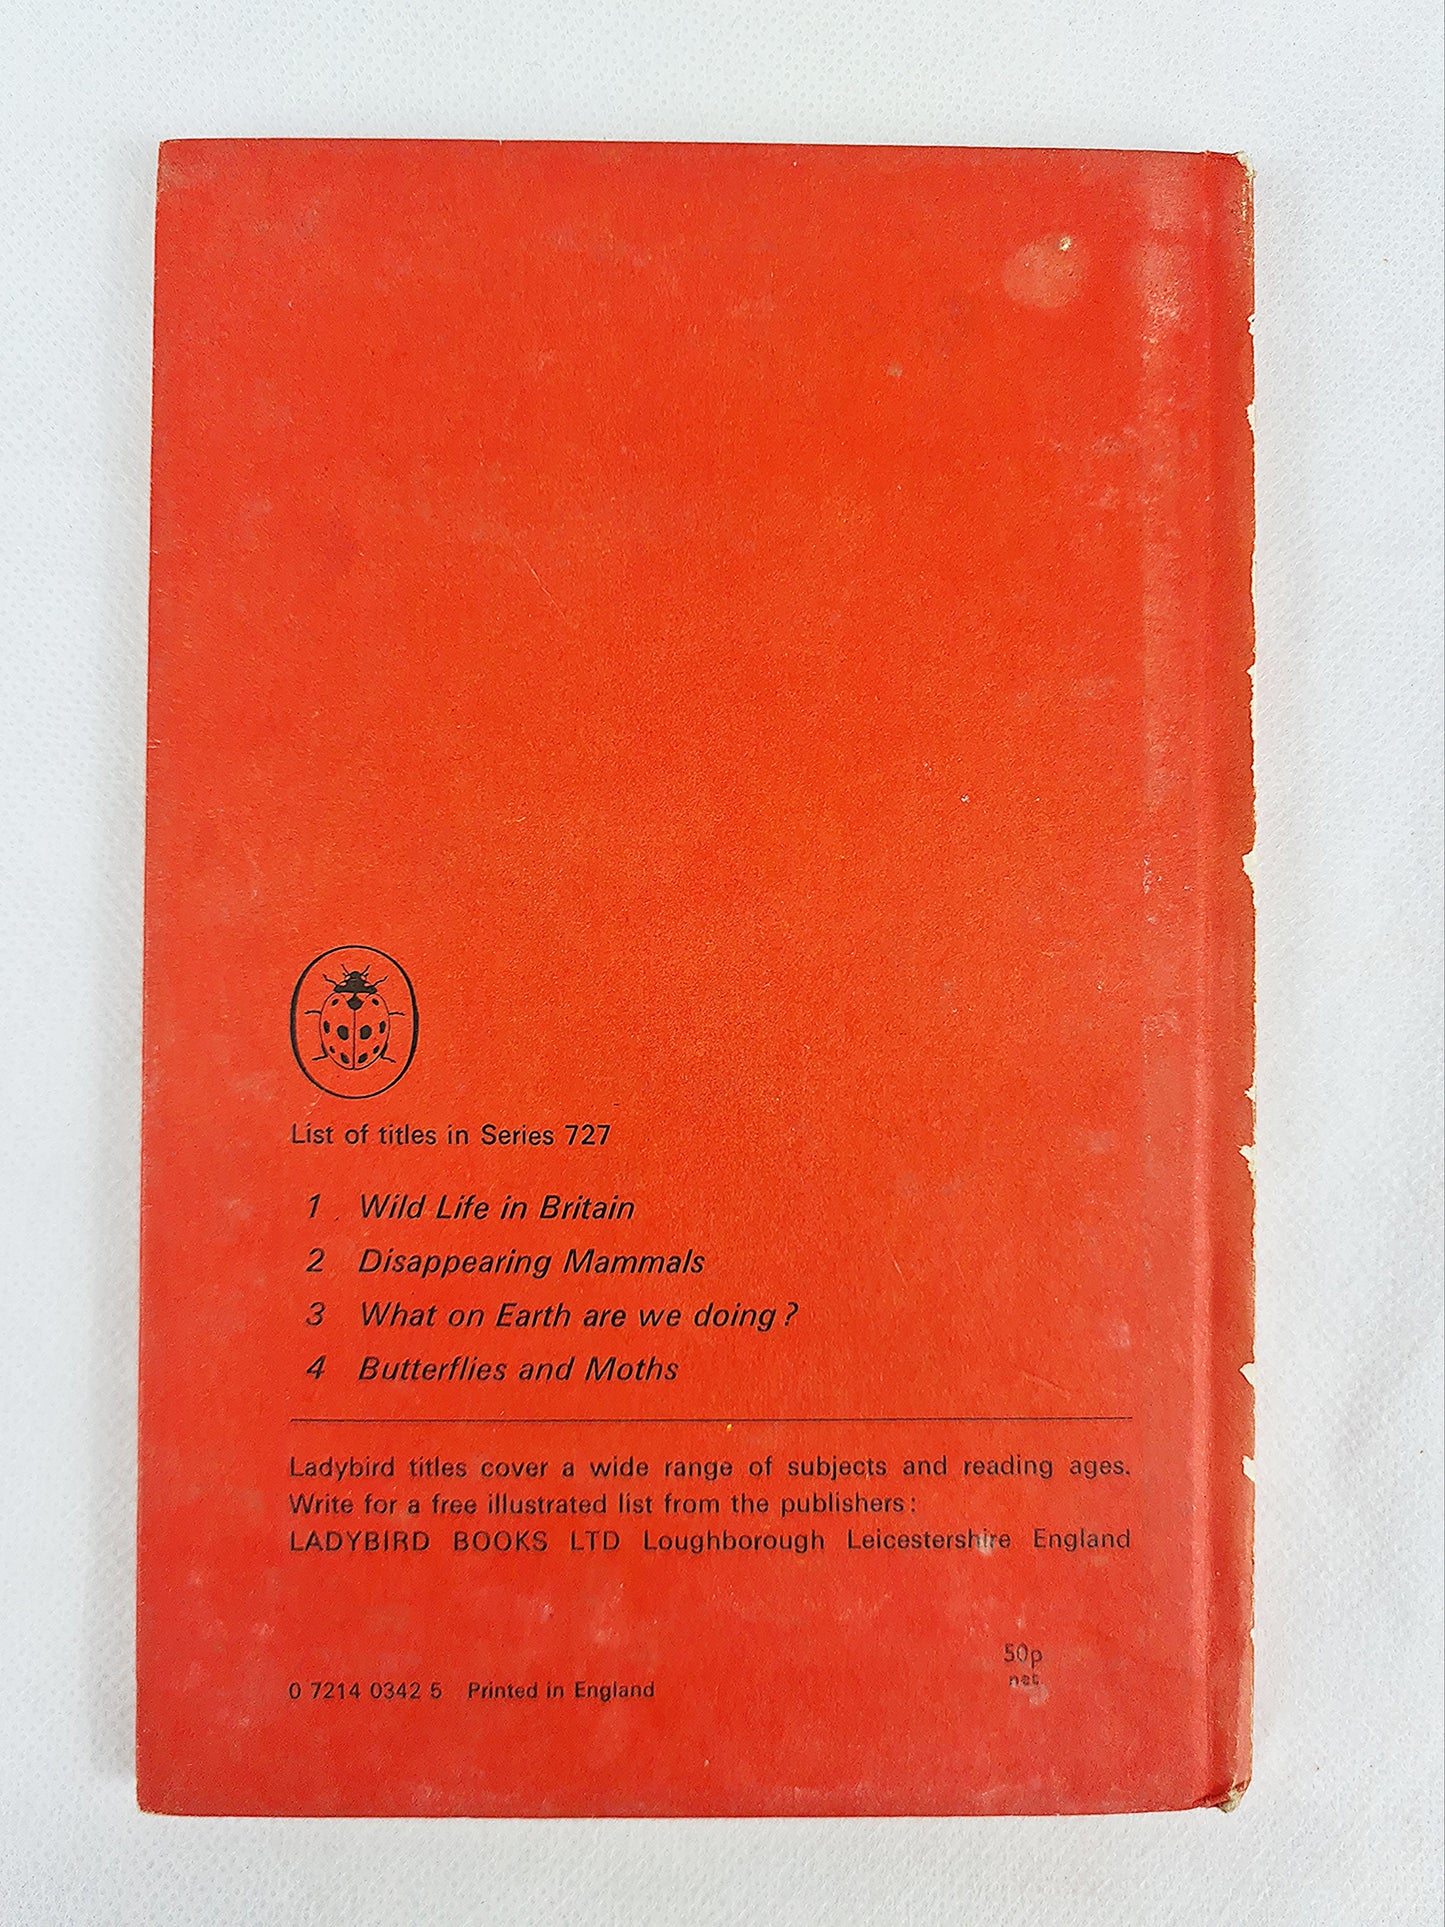 List of titles in Series 727
1 Wild Life in Britain
2 Disappearing Mammals
3 What on Earth are we doing?
4 Butterflies and Moths
Ladybird titles cover a wide range of subjects and reading ages.
Write for a free illustrated list from the publishers:
LADYBIRD BOOKS LTD Loughborough Leicestershire England
50p
net
0 7214 0342 5 Printed in England